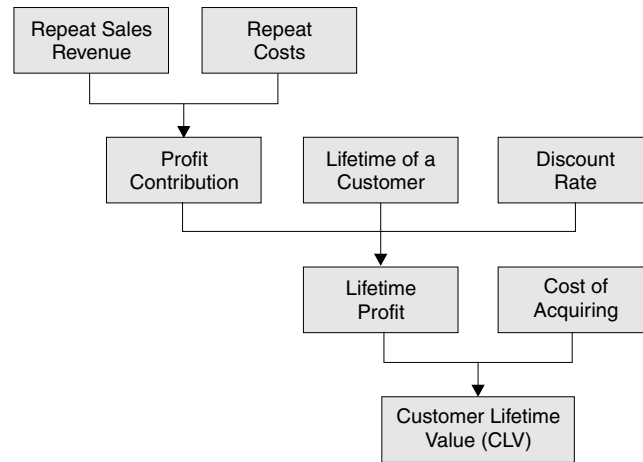 Repeat Sales
Revenue
Repeat
Costs
Profit
Contribution
Lifetime of a
Customer
Discount
Rate
Lifetime
Profit
Cost of
Acquiring
Customer Lifetime
Value (CLV)